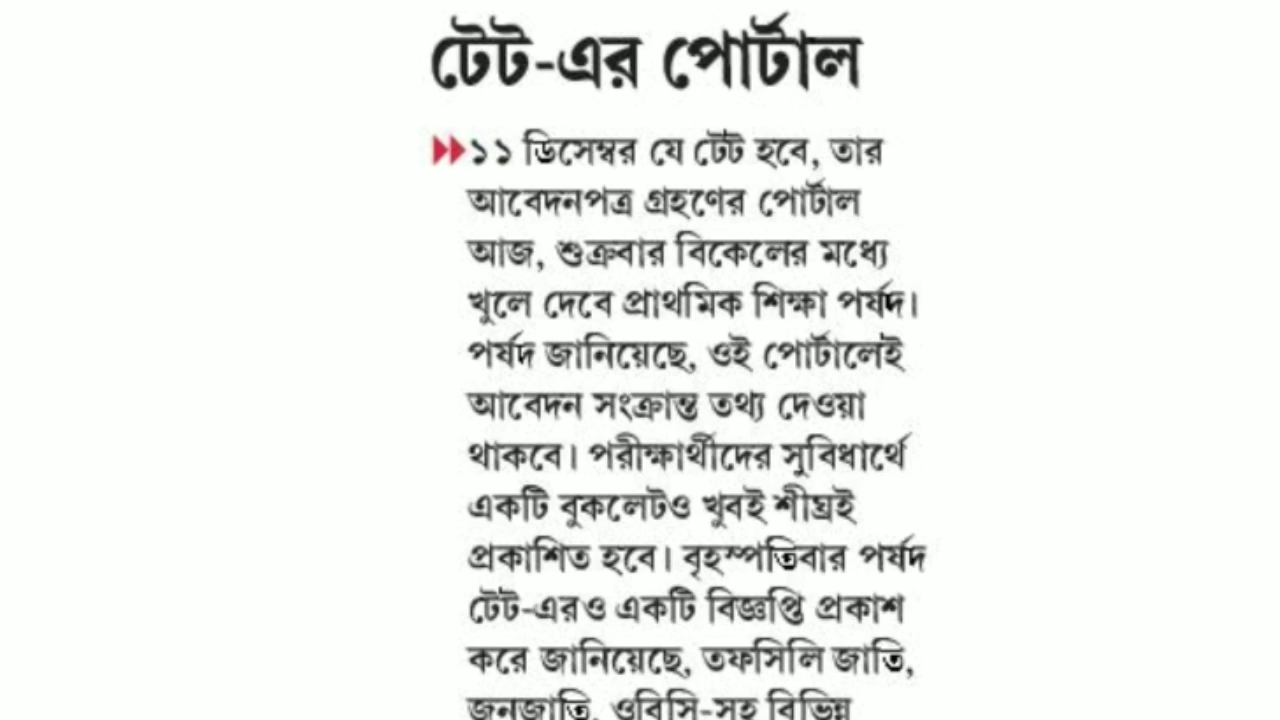 টেট-এর পোর্টাল
১১ ডিসেম্বর যে টেট হবে, তার
আবেদনপত্র গ্রহণের পোর্টাল
আজ, শুক্রবার বিকেলের মধ্যে
খুলে দেবে প্রাথমিক শিক্ষা পর্ষদ।
পর্ষদ জানিয়েছে, ওই পোর্টালেই
আবেদন সংক্রান্ত তথ্য দেওয়া
থাকবে। পরীক্ষার্থীদের সুবিধার্থে
একটি বুকলেটও খুবই শীঘ্রই
প্রকাশিত হবে। বৃহস্পতিবার পর্ষদ
টেট-এরও একটি বিজ্ঞপ্তি প্রকাশ
করে জানিয়েছে, তফসিলি জাতি,
জনজাতি, ওবিসি-সহ বিভিন্ন